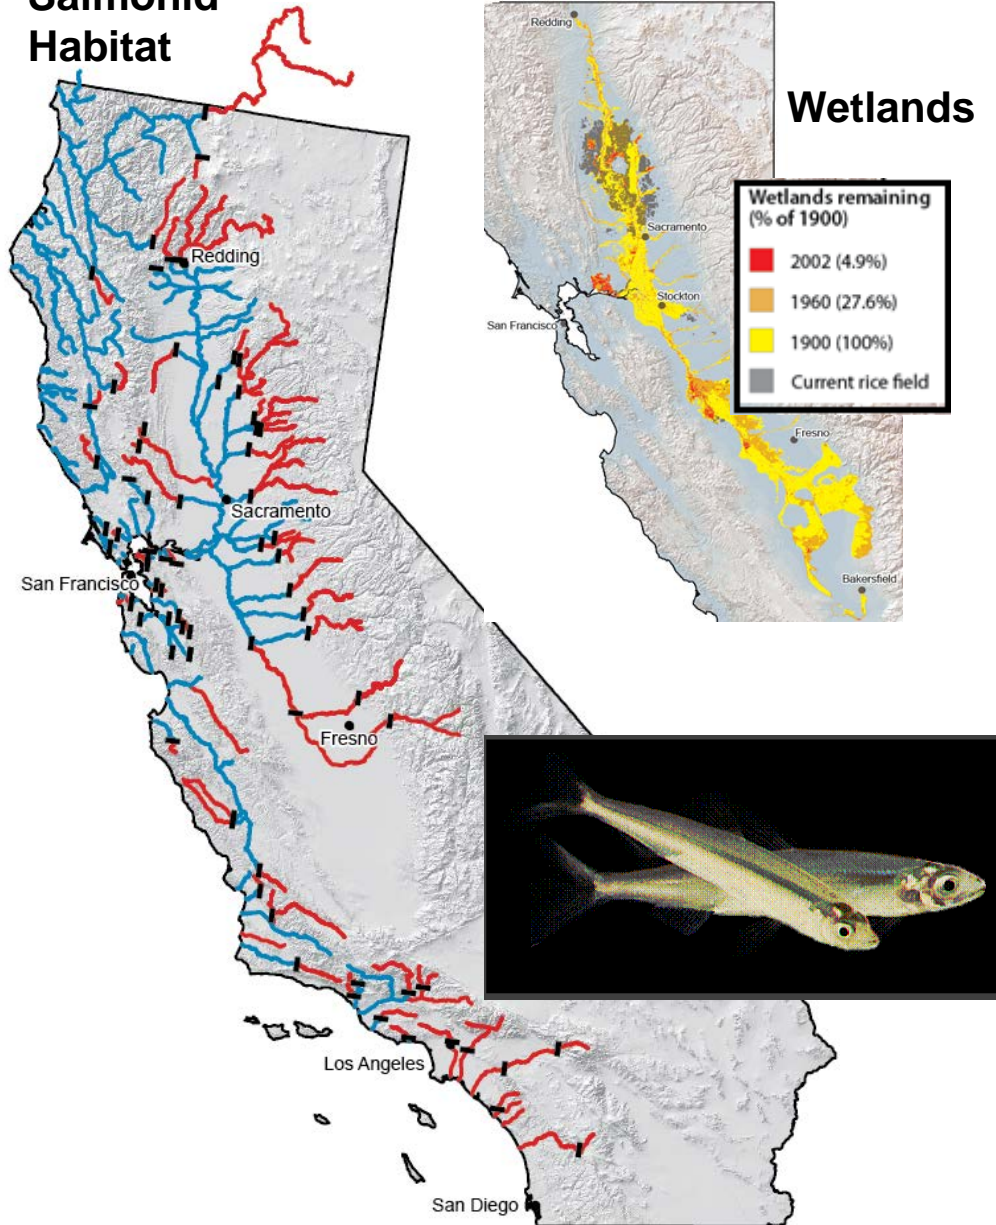 Salmonid
Habitat
Redding
Sacramento
San Francisco
Fresno
Los Angeles
San Diego
Wetlands
Redding
Sacramento
Stockton
San Francisco
Fresno
Bakersfield
Wetlands remaining
(% of 1900)
2002 (4.9%)
1960 (27.6%)
1900 (100%)
Current rice field